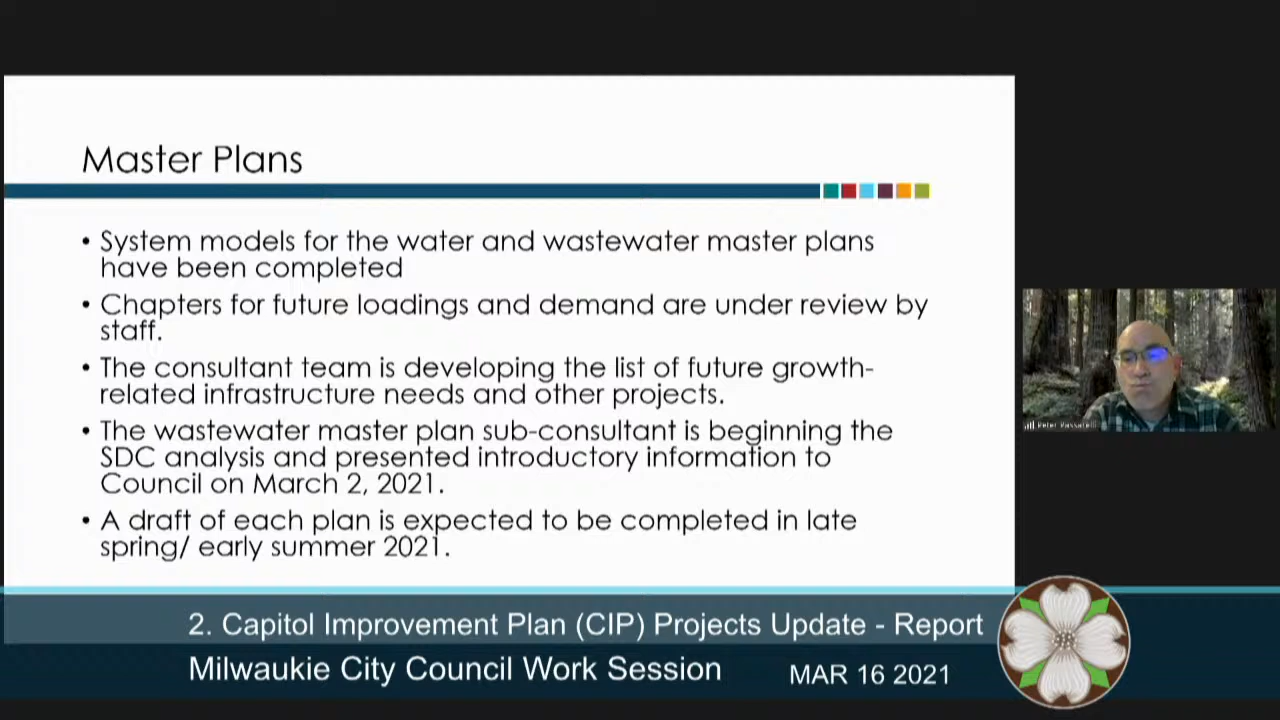 Master Plans
• System models for the water and wastewater master plans
have been completed
• Chapters for future loadings and demand are under review by
staff.
• The consultant team is developing the list of future growth-
related infrastructure needs and other projects.
• The wastewater master plan sub-consultant is beginning the
SDC analysis and presented introductory information to
Council on March 2, 2021.
• A draft of each plan is expected to be completed in late
spring/ early summer 2021.
Peter Passarelli
2. Capitol Improvement Plan (CIP) Projects Update - Report
Milwaukie City Council Work Session
MAR 16 2021